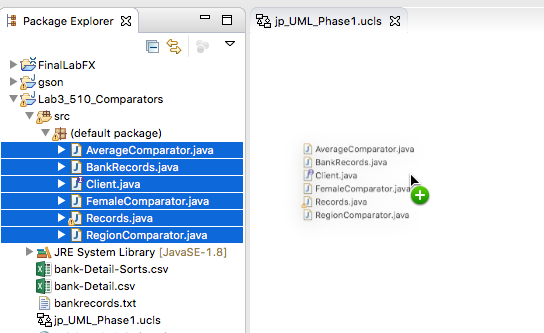 Package Explorer
jp_UML_Phase1.ucls
FinalLabFX
gson
Lab3_510_Comparators
src
(default package)
AverageComparator.java
BankRecords.java
Client.java
FemaleComparator.java
Records.java
RegionComparator.java
JRE System Library [JavaSE-1.8]
bank-Detail-Sorts.csv
bank-Detail.csv
bankrecords.txt
jp_UML_Phase1.ucls
AverageComparator.java
BankRecords.java
Client.java
FemaleComparator.java
Records.java
RegionComparator.java